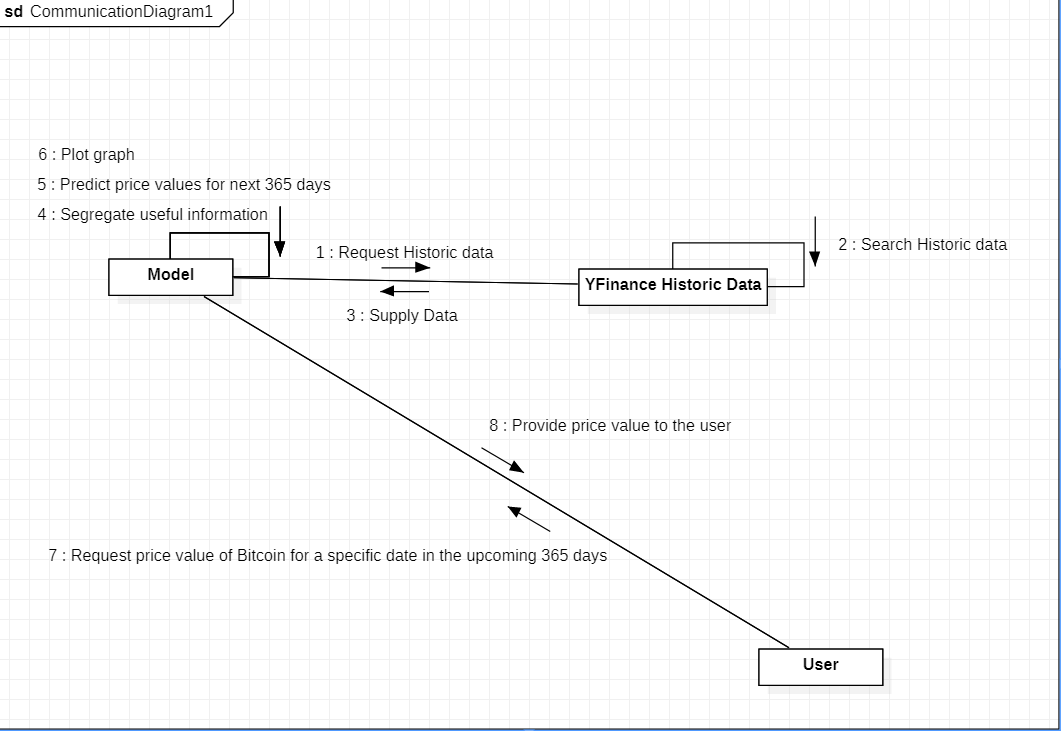 sd CommunicationDiagram1
6 : Plot graph
5 : Predict price values for next 365 days
4 : Segregate useful information
1 : Request Historic data
2 : Search Historic data
Model
YFinance Historic Data
3 : Supply Data
8 : Provide price value to the user
7 : Request price value of Bitcoin for a specific date in the upcoming 365 days
User